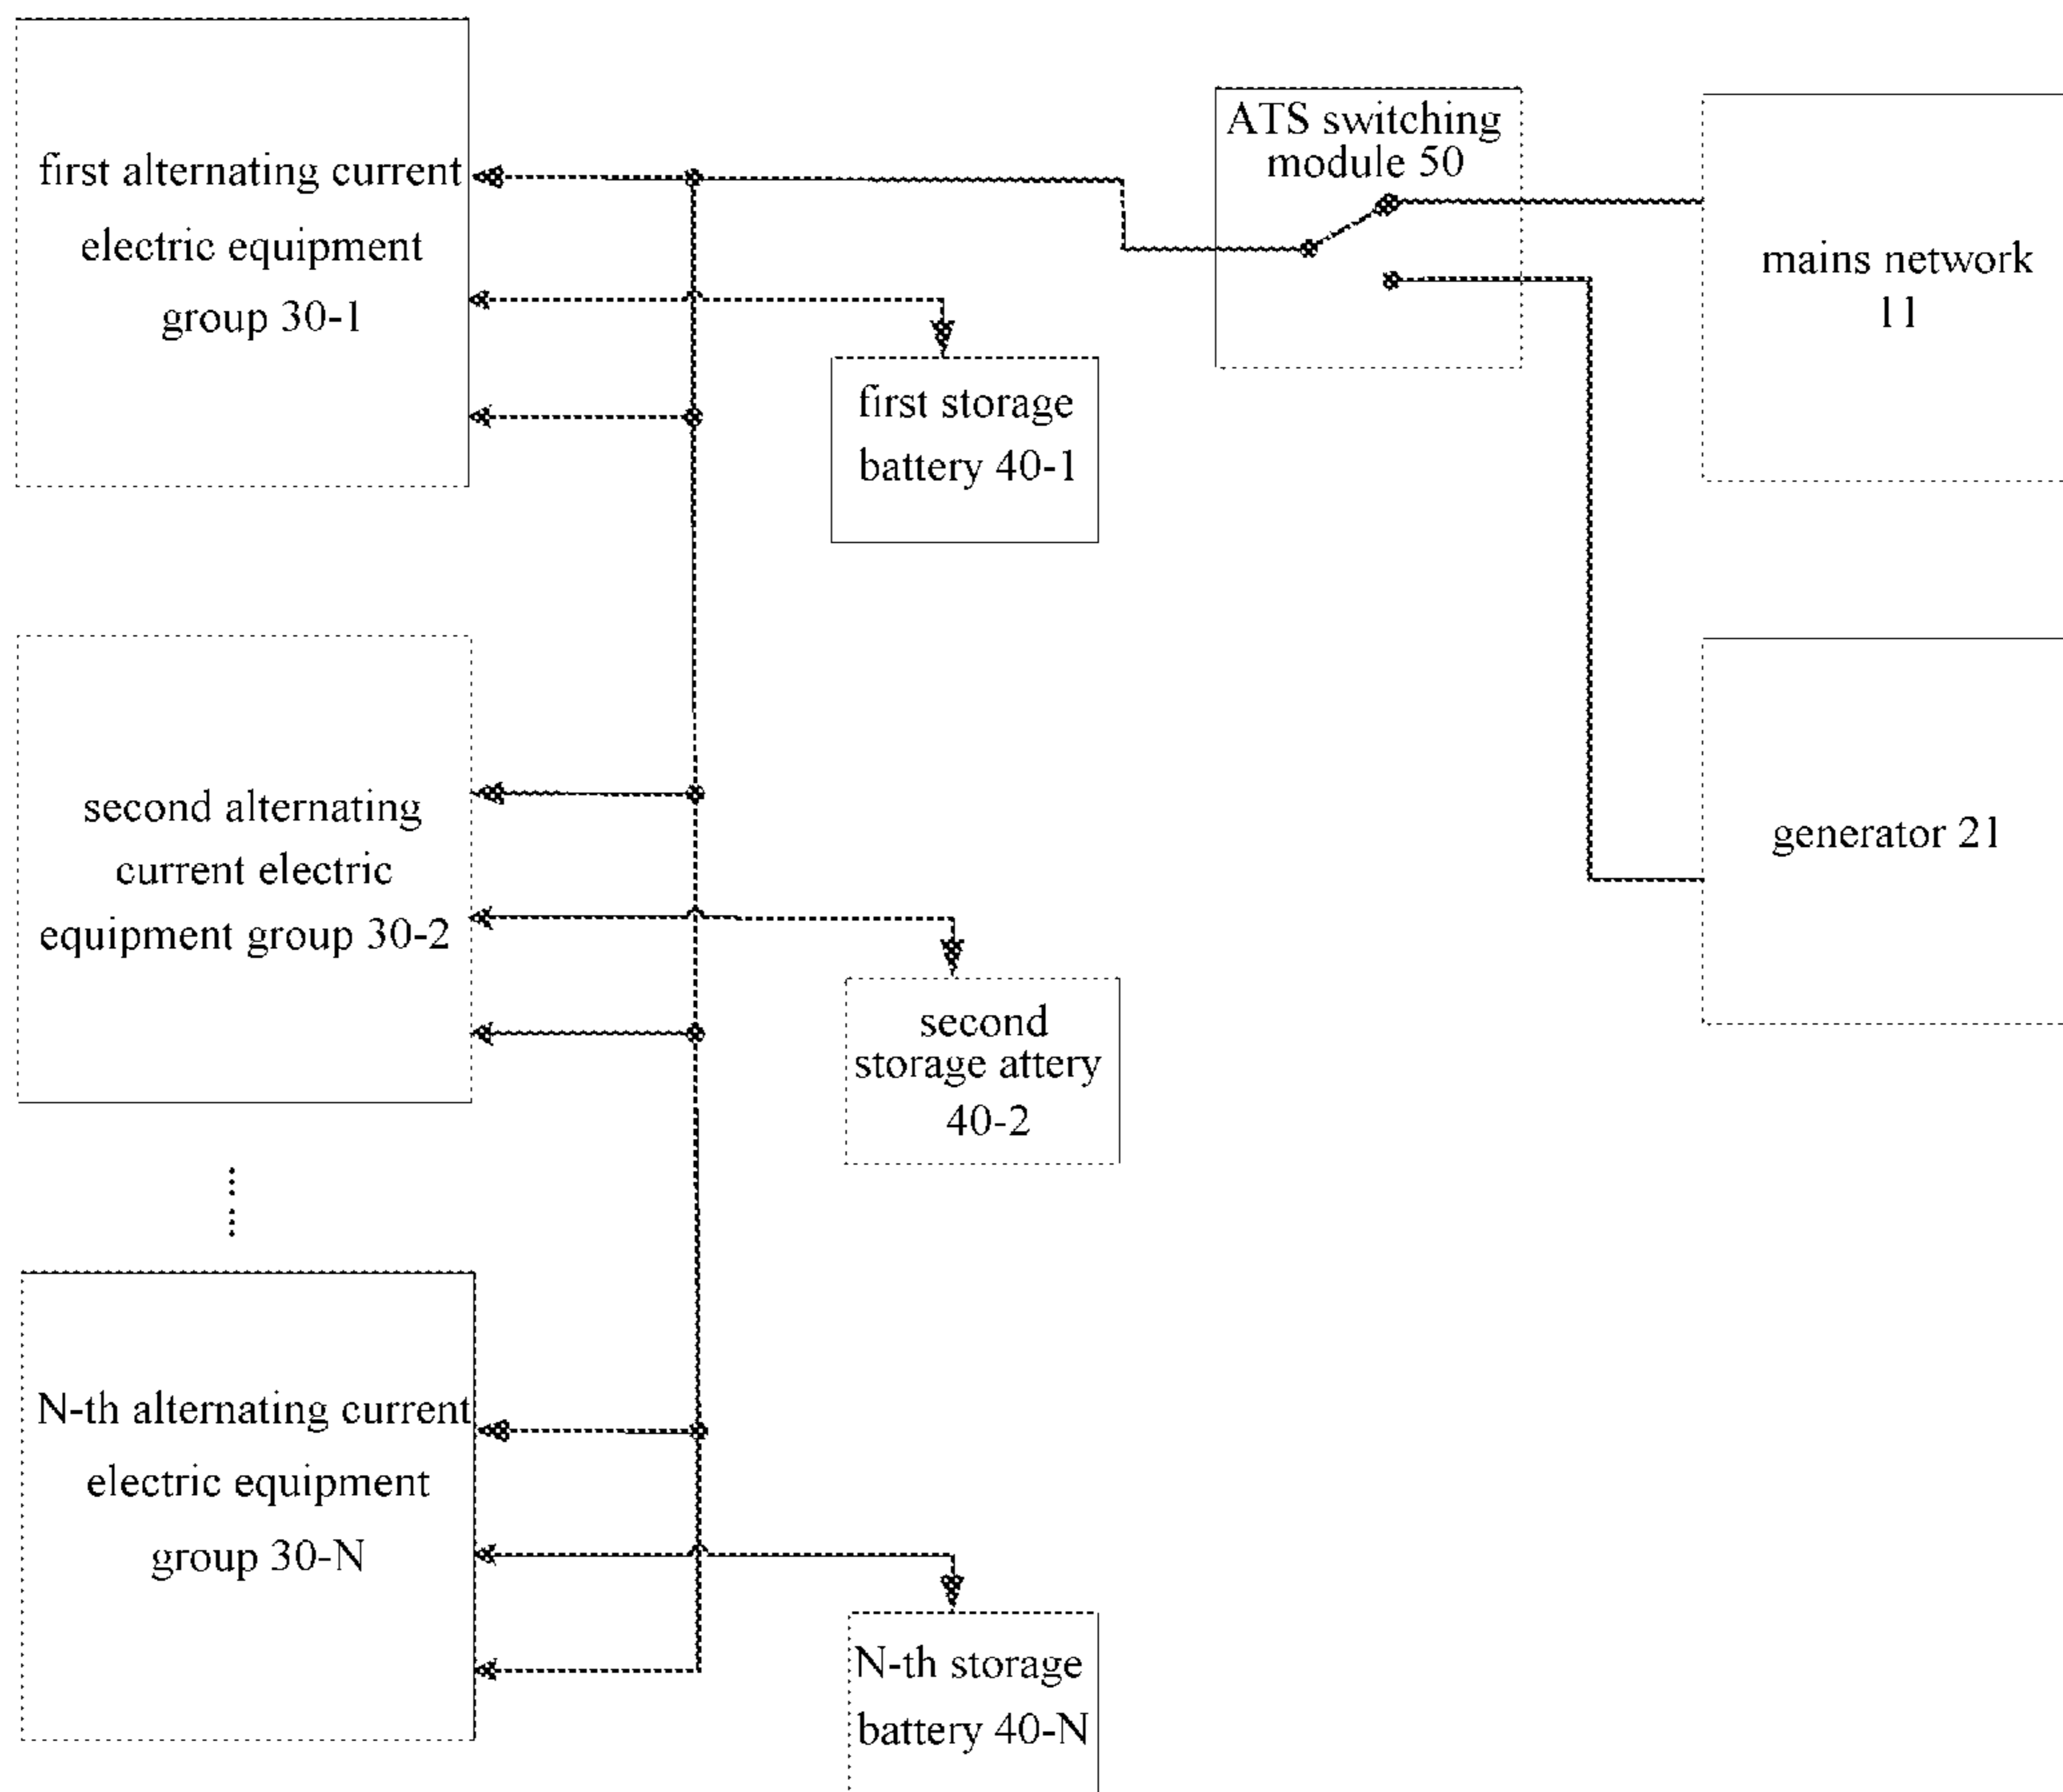 first alternating current
electric equipment
group 30-1
ATS switching
module 50
mains network
11
first storage
battery 40-1
second alternating
current electric
equipment group 30-2
generator 21
second
storage attery
40-2
N-th alternating current
electric equipment
group 30-N
N-th storage
battery 40-N